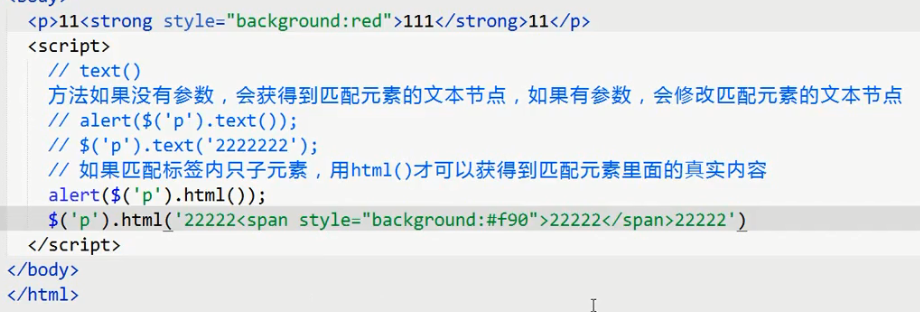 <body>
<p>11<strong style="background:red">111</strong>11</p>
<script>
// text()
方法如果没有参数，会获得到匹配元素的文本节点，如果有参数，会修改匹配元素的文本节点
// alert($('p').text());
// $('p').text('2222222');
// 如果匹配标签内只子元素，用html()才可以获得到匹配元素里面的真实内容
alert($('p').html());
$('p').html('22222<span style="background:#f90">22222</span>22222')
</script>
</body>
</html>